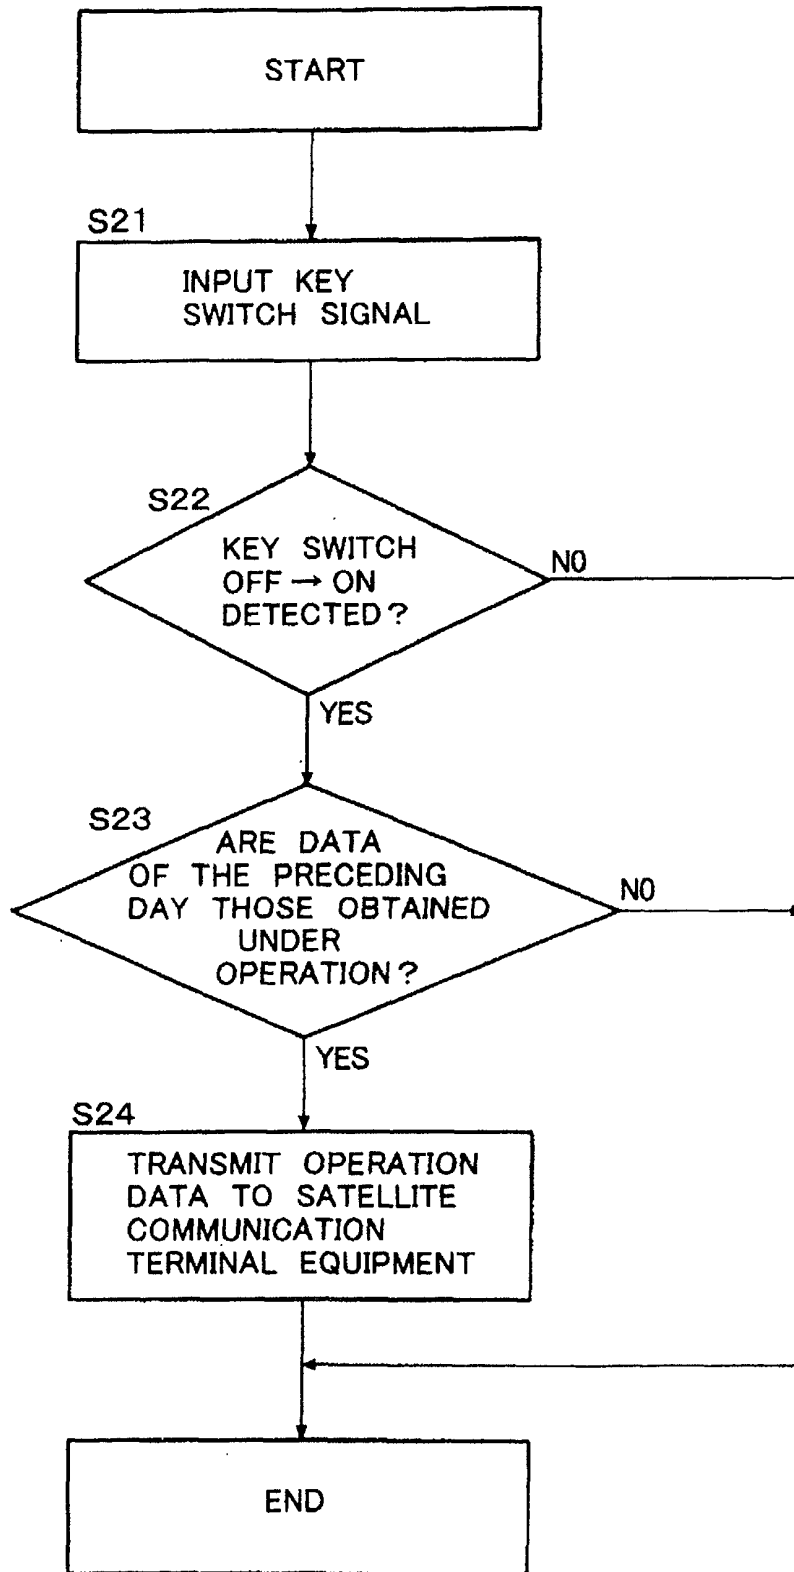 START
S21
INPUT KEY
SWITCH SIGNAL
S22
KEY SWITCH
OFF → ON
DETECTED?
NO
YES
S23
ARE DATA
OF THE PRECEDING
DAY THOSE OBTAINED
UNDER
OPERATION?
NO
YES
S24
TRANSMIT OPERATION
DATA TO SATELLITE
COMMUNICATION
TERMINAL EQUIPMENT
END